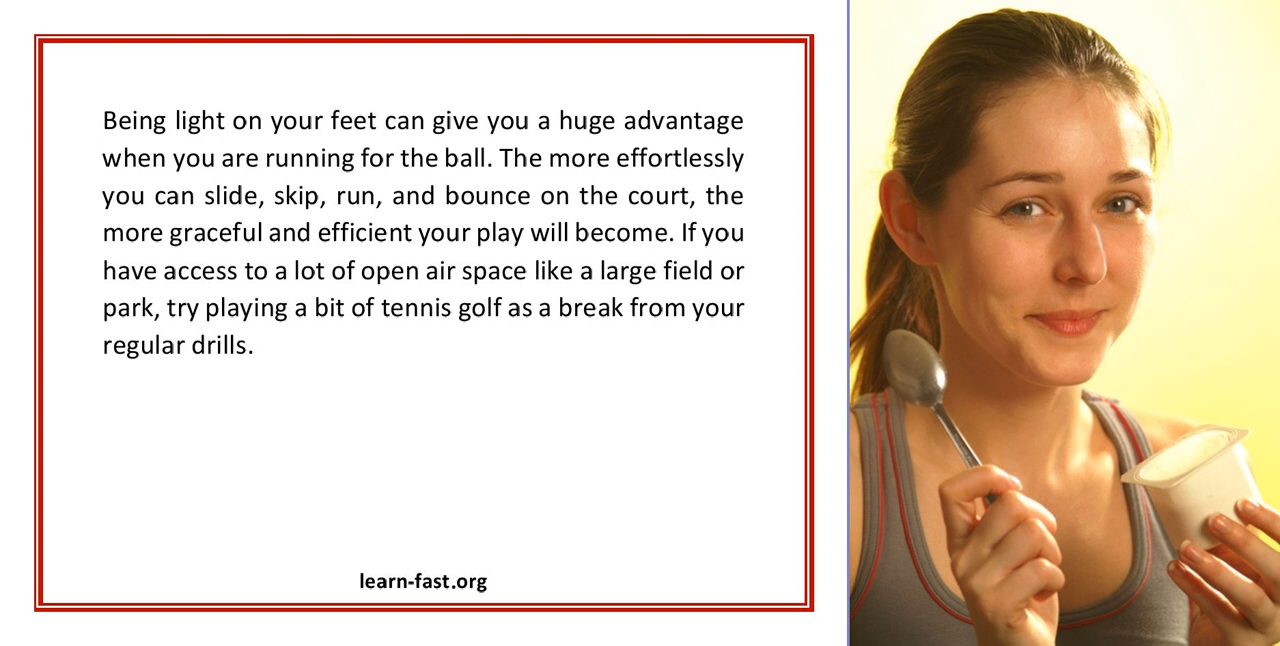 Being light on your feet can give you a huge advantage
when you are running for the ball. The more effortlessly
you can slide, skip, run, and bounce on the court, the
more graceful and efficient your play will become. If you
have access to a lot of open air space like a large field or
park, try playing a bit of tennis golf as a break from your
regular drills.
learn-fast.org